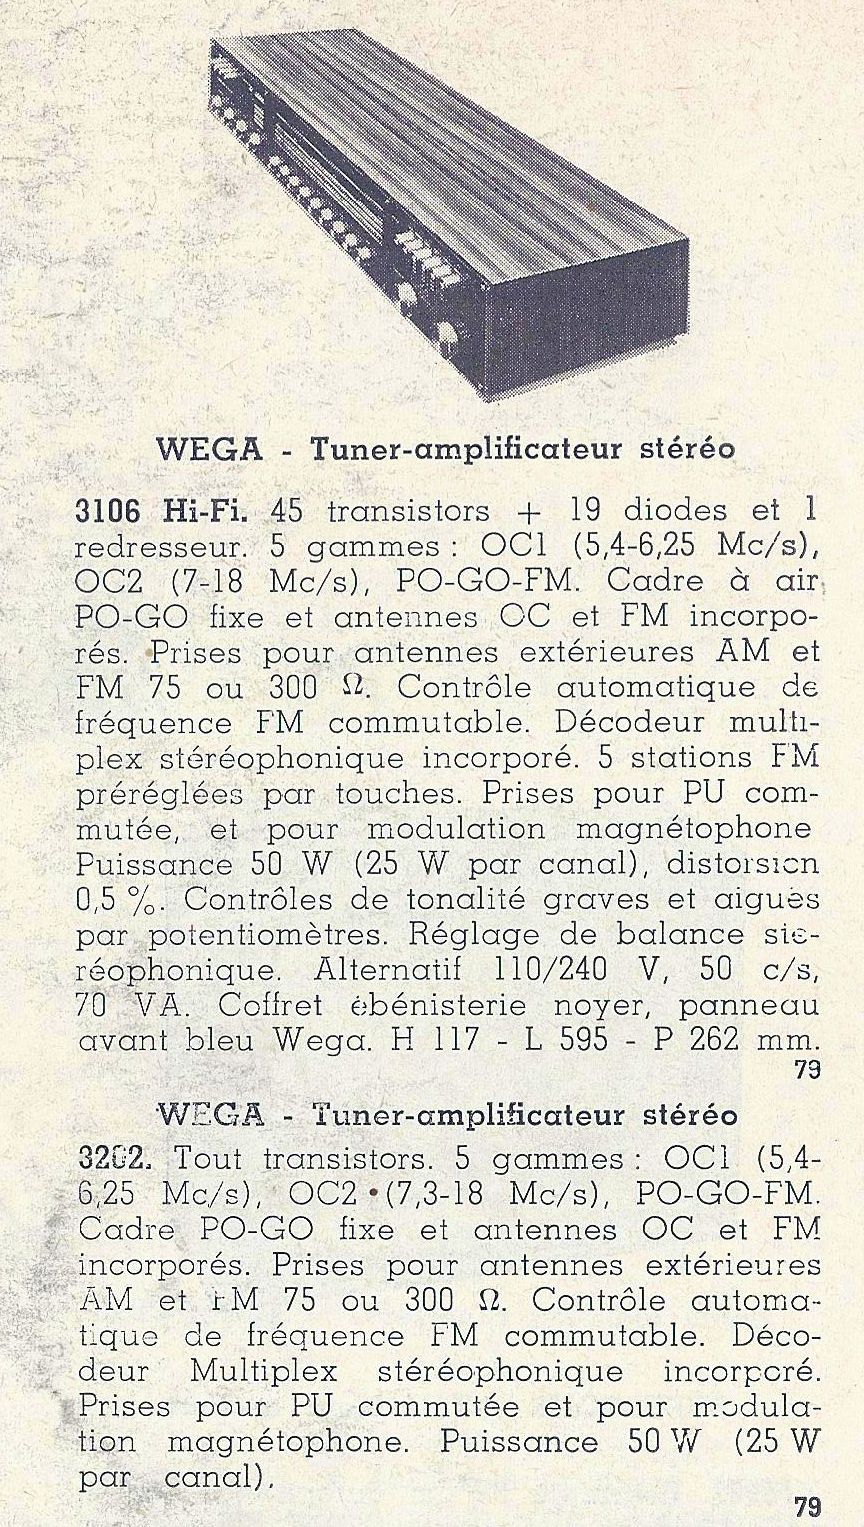 WEGA - Tuner-amplificateur stéréo
3106 Hi-Fi. 45 transistors + 19 diodes et 1
redresseur. 5 gammes : OC1 (5,4-6,25 Mc/s),
OC2 (7-18 Mc/s), PO-GO-FM. Cadre à air
PO-GO fixe et antennes OC et FM incorpo-
rés. Prises pour antennes extérieures AM et
FM 75 ou 300 Ω. Contrôle automatique de
fréquence FM commutable. Décodeur multi-
plex stéréophonique incorporé. 5 stations FM
préréglées par touches. Prises pour PU com-
mutée, et pour modulation magnétophone
Puissance 50 W (25 W par canal), distorsion
0,5 %. Contrôles de tonalité graves et aiguës
par potentiomètres. Réglage de balance sté-
réophonique. Alternatif 110/240 V, 50 c/s,
70 VA. Coffret ébénisterie noyer, panneau
avant bleu Wega. H 117 - L 595 - P 262 mm.
79
WEGA - Tuner-amplificateur stéréo
3202. Tout transistors. 5 gammes : OC1 (5,4-
6,25 Mc/s), OC2 (7,3-18 Mc/s), PO-GO-FM.
Cadre PO-GO fixe et antennes OC et FM
incorporés. Prises pour antennes extérieures
AM et FM 75 ou 300 Ω. Contrôle automa-
tique de fréquence FM commutable. Déco-
deur Multiplex stéréophonique incorporé.
Prises pour PU commutée et pour modula-
tion magnétophone. Puissance 50 W (25 W
par canal).
79